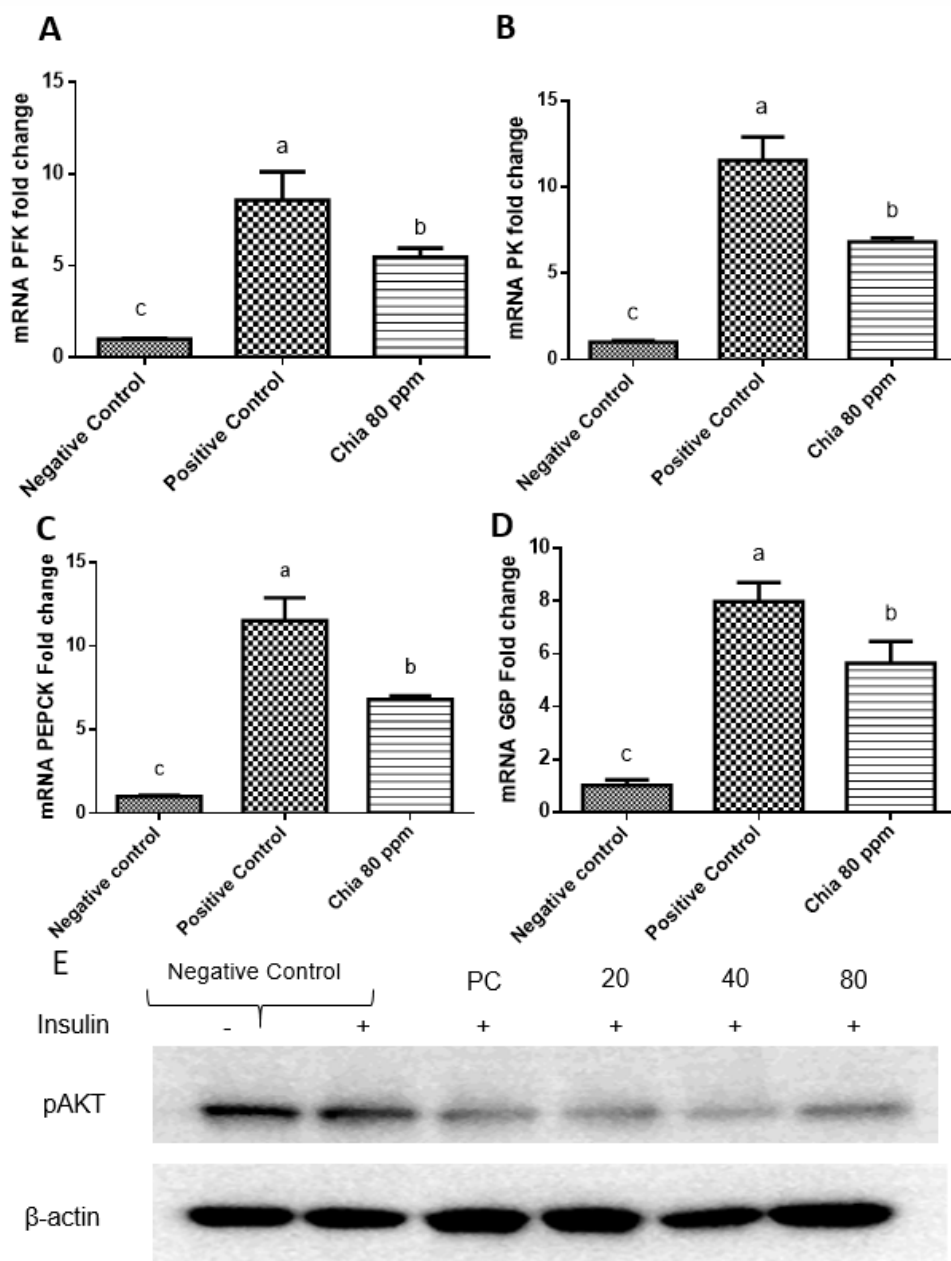 A
mRNA PFK fold change
15
10
5
0
a
b
c
Negative Control
Positive Control
Chia 80 ppm
B
mRNA PK fold change
15
10
5
0
a
b
c
Negative Control
Positive Control
Chia 80 ppm
C
mRNA PEPCK Fold change
15
10
5
0
a
b
c
Negative control
Positive Control
Chia 80 ppm
D
mRNA G6P Fold change
10
8
6
4
2
0
a
b
c
Negative Control
Positive Control
Chia 80 ppm
E
Negative Control PC 20 40 80
Insulin - + + + + +
pAKT
β-actin